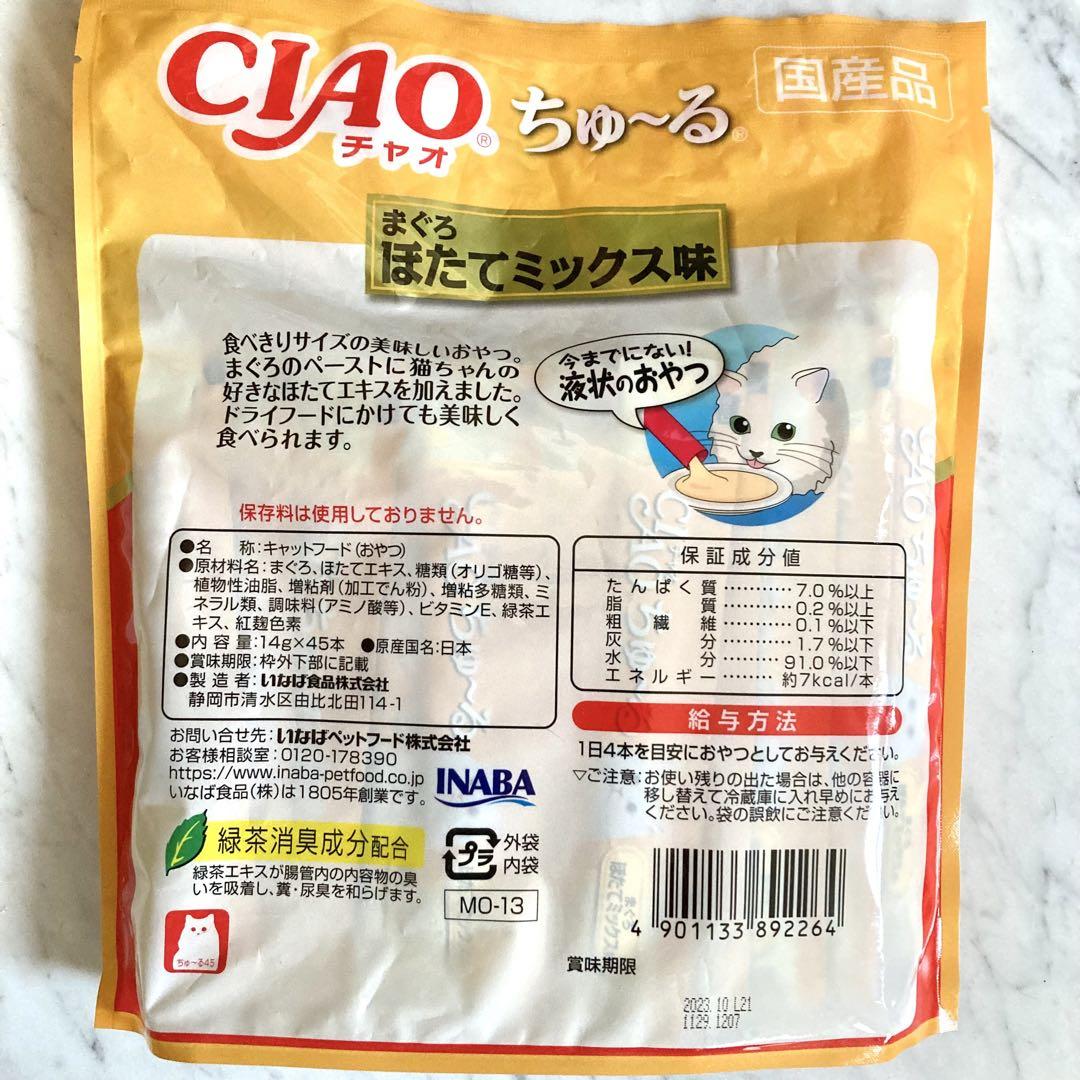 CIAO
チャオ
®
ちゅ~る®
国産品
まぐろ
ほたてミックス味
食べきりサイズの美味しいおやつ。
まぐろのペーストに猫ちゃんの
好きなほたてエキスを加えました。
ドライフードにかけても美味しく
食べられます。
今までにない!
液状のおやつ
保存料は使用しておりません。
●名 称:キャットフード(おやつ)
●原材料名:まぐろ、ほたてエキス、糖類(オリゴ糖等)、
植物性油脂、増粘剤(加工でん粉)、増粘多糖類、ミ
ネラル類、調味料(アミノ酸等)、ビタミンE、緑茶エ
キス、紅麹色素
●内 容 量:14g×45本 ●原産国名:日本
●賞味期限:枠外下部に記載
●製 造 者:いなば食品株式会社
静岡市清水区由比北田114-1
保証成分値
たんぱく質…………7.0%以上
脂 質…………0.2%以上
粗 繊 維…………0.1%以下
灰 分…………1.7%以下
水 分…………91.0%以下
エネルギー………約7kcal/本
給与方法
1日4本を目安におやつとしてお与えください。
▽ご注意:お使い残りの出た場合は、他の容器に
移し替えて冷蔵庫に入れ早めにお与え
ください。袋の誤飲にご注意ください。
お問い合せ先:いなばペットフード株式会社
お客様相談室:0120-178390
https://www.inaba-petfood.co.jp
いなば食品(株)は1805年創業です。
INABA
緑茶消臭成分配合
緑茶エキスが腸管内の内容物の臭
いを吸着し、糞・尿臭を和らげます。
プラ
外袋
内袋
MO-13
ちゅ~る45
4 901133 892264
賞味期限
2023.10 L21
1129.1207